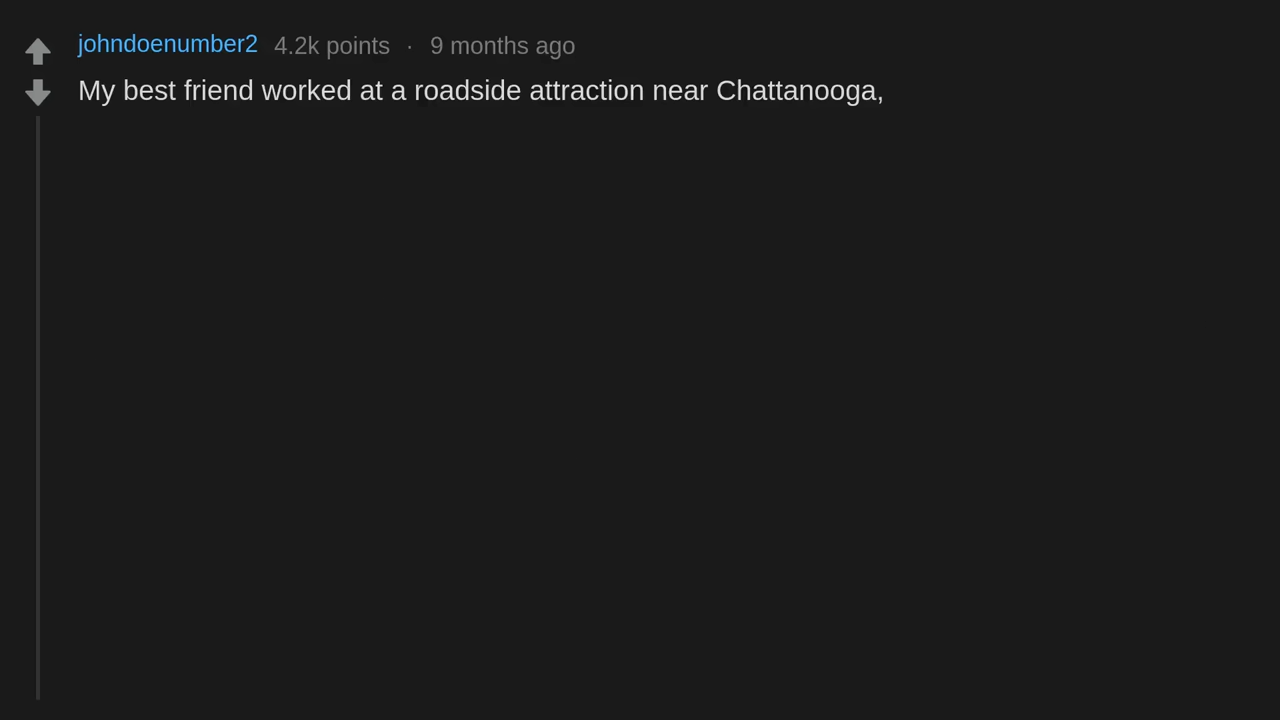 johndoenumber2 4.2k points · 9 months ago
My best friend worked at a roadside attraction near Chattanooga,